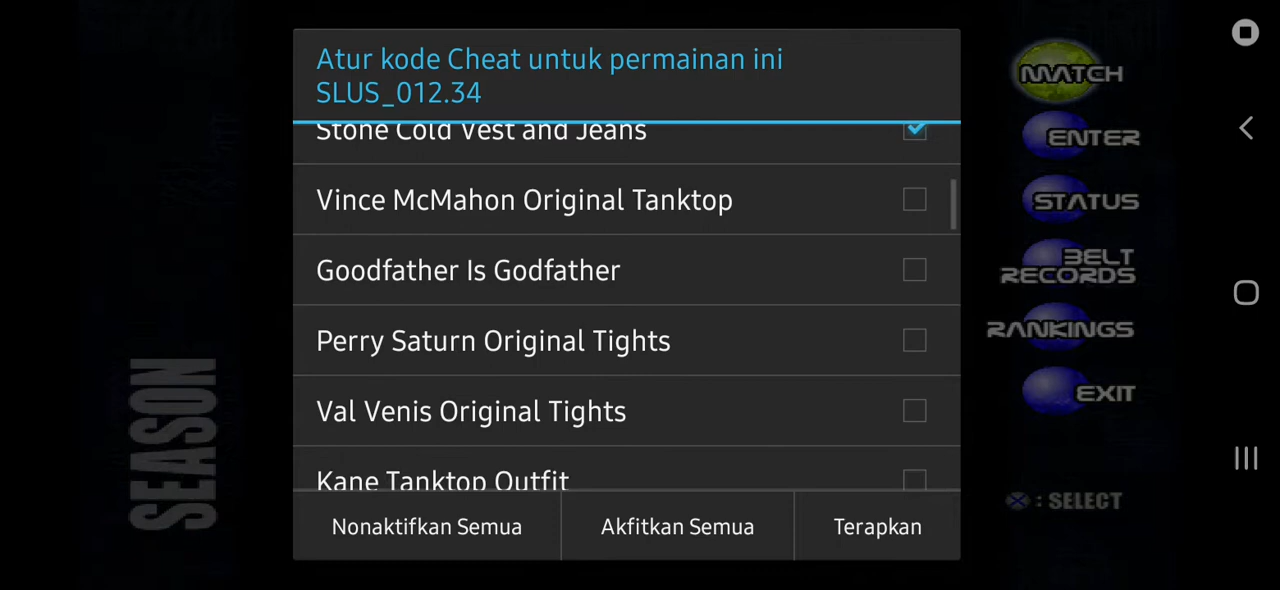 Atur kode Cheat untuk permainan ini
SLUS_012.34
Stone Cold Vest and Jeans
Vince McMahon Original Tanktop
Goodfather Is Godfather
Perry Saturn Original Tights
Val Venis Original Tights
Kane Tanktop Outfit
Nonaktifkan Semua
Akfitkan Semua
Terapkan
SEASON
MATCH
ENTER
STATUS
BELT
RECORDS
RANKINGS
EXIT
: SELECT